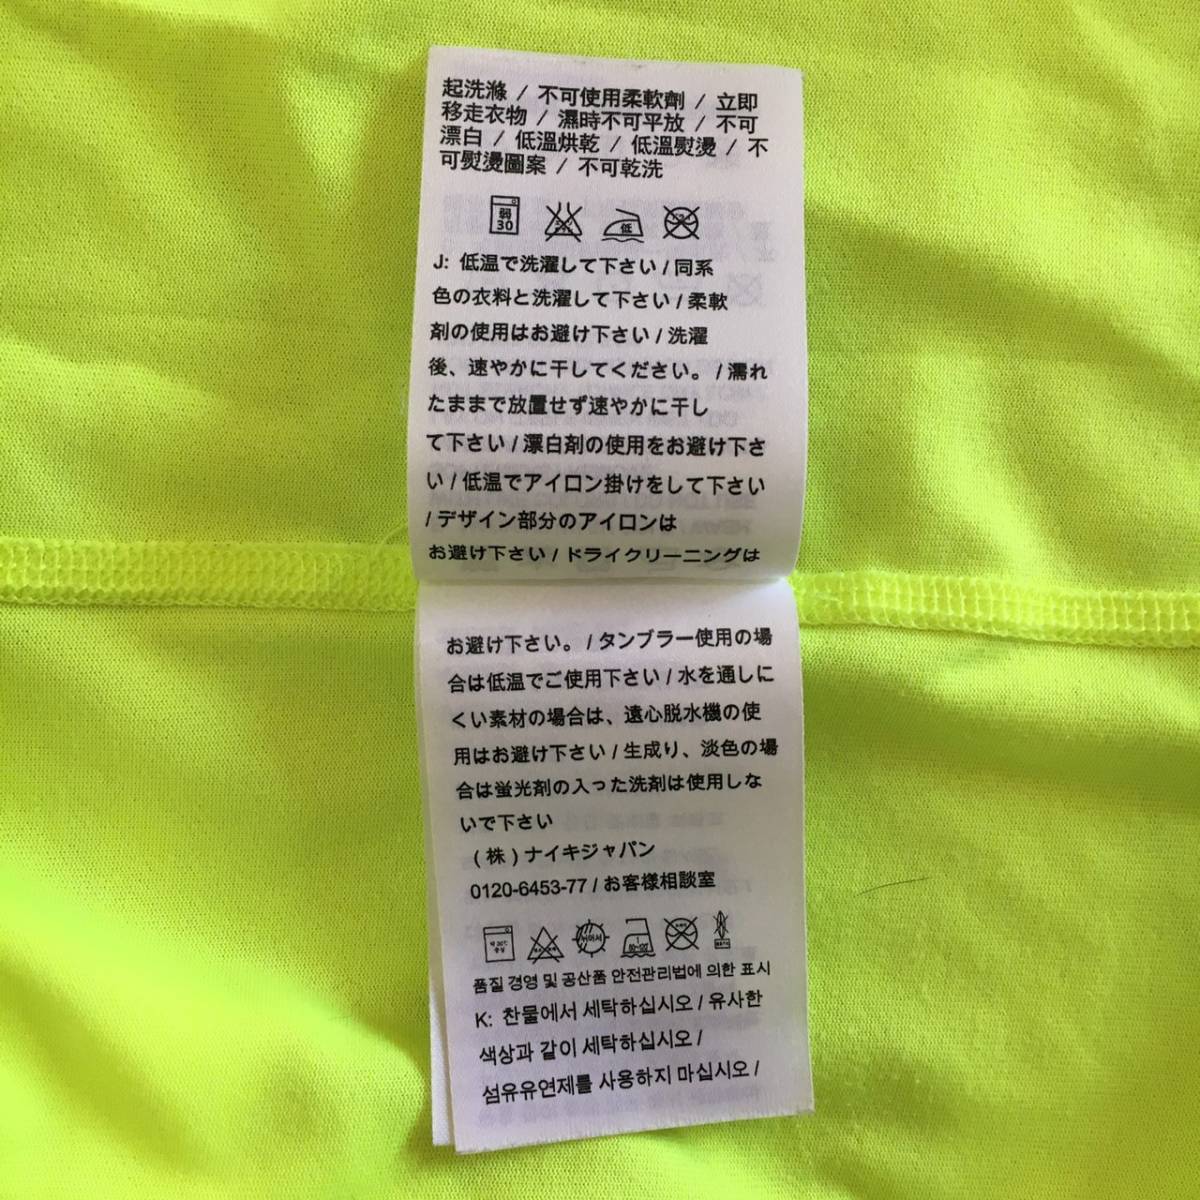 起洗滌 / 不可使用柔軟劑 / 立即
移走衣物 / 濕時不可平放 / 不可
漂白 / 低溫烘乾 / 低溫熨燙 / 不
可熨燙圖案 / 不可乾洗
弱
30
低
J: 低温で洗濯して下さい / 同系
色の衣料と洗濯して下さい / 柔軟
剤の使用はお避け下さい / 洗濯
後、速やかに干してください。 / 濡れ
たままで放置せず速やかに干し
て下さい / 漂白剤の使用をお避け下さ
い / 低温でアイロン掛けをして下さい
/ デザイン部分のアイロンは
お避け下さい / ドライクリーニングは
お避け下さい。 / タンブラー使用の場
合は低温でご使用下さい / 水を通しに
くい素材の場合は、遠心脱水機の使
用はお避け下さい / 生成り、淡色の場
合は蛍光剤の入った洗剤は使用しな
いで下さい
(株) ナイキジャパン
0120-6453-77 / お客様相談室
품질 경영 및 공산품 안전관리법에 의한 표시
K: 찬물에서 세탁하십시오 / 유사한
색상과 같이 세탁하십시오 /
섬유유연제를 사용하지 마십시오 /